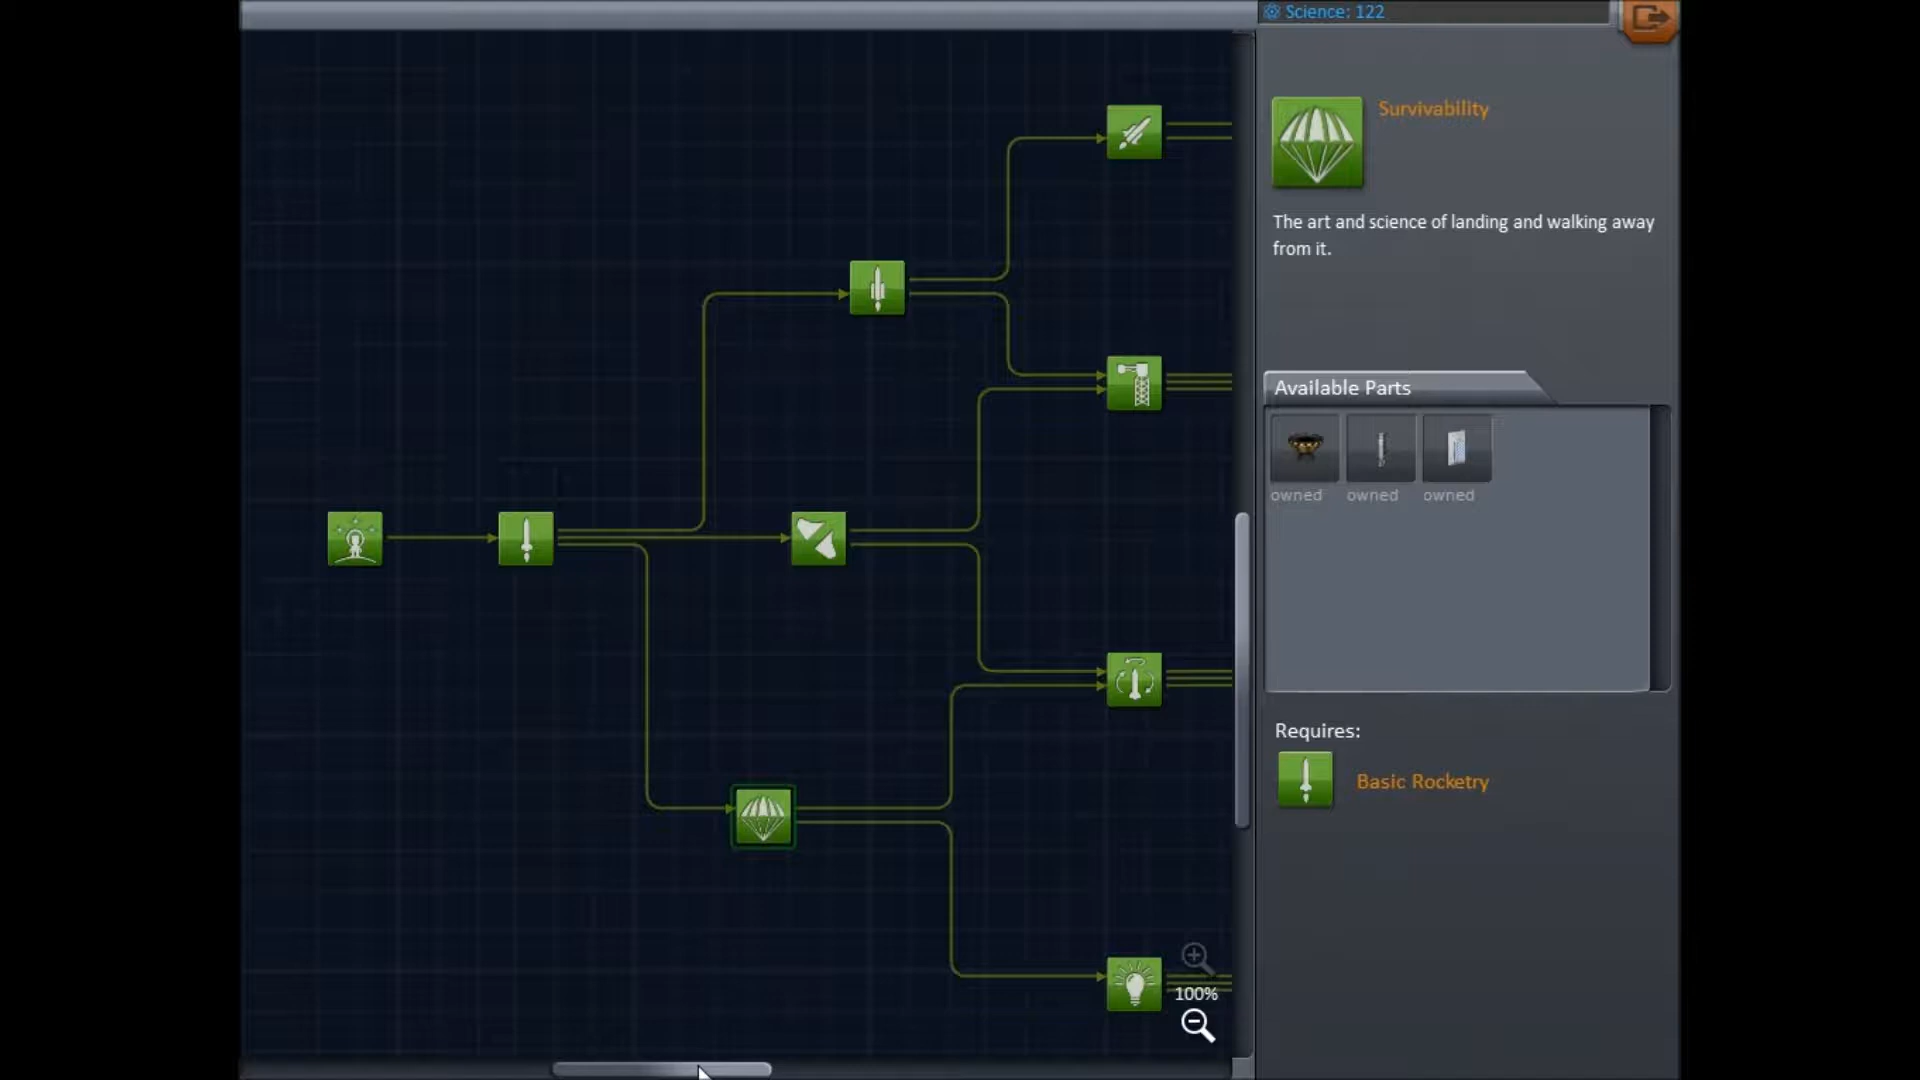 Science: 122
Survivability
The art and science of landing and walking away
from it.
Available Parts
owned owned owned
Requires:
Basic Rocketry
100%